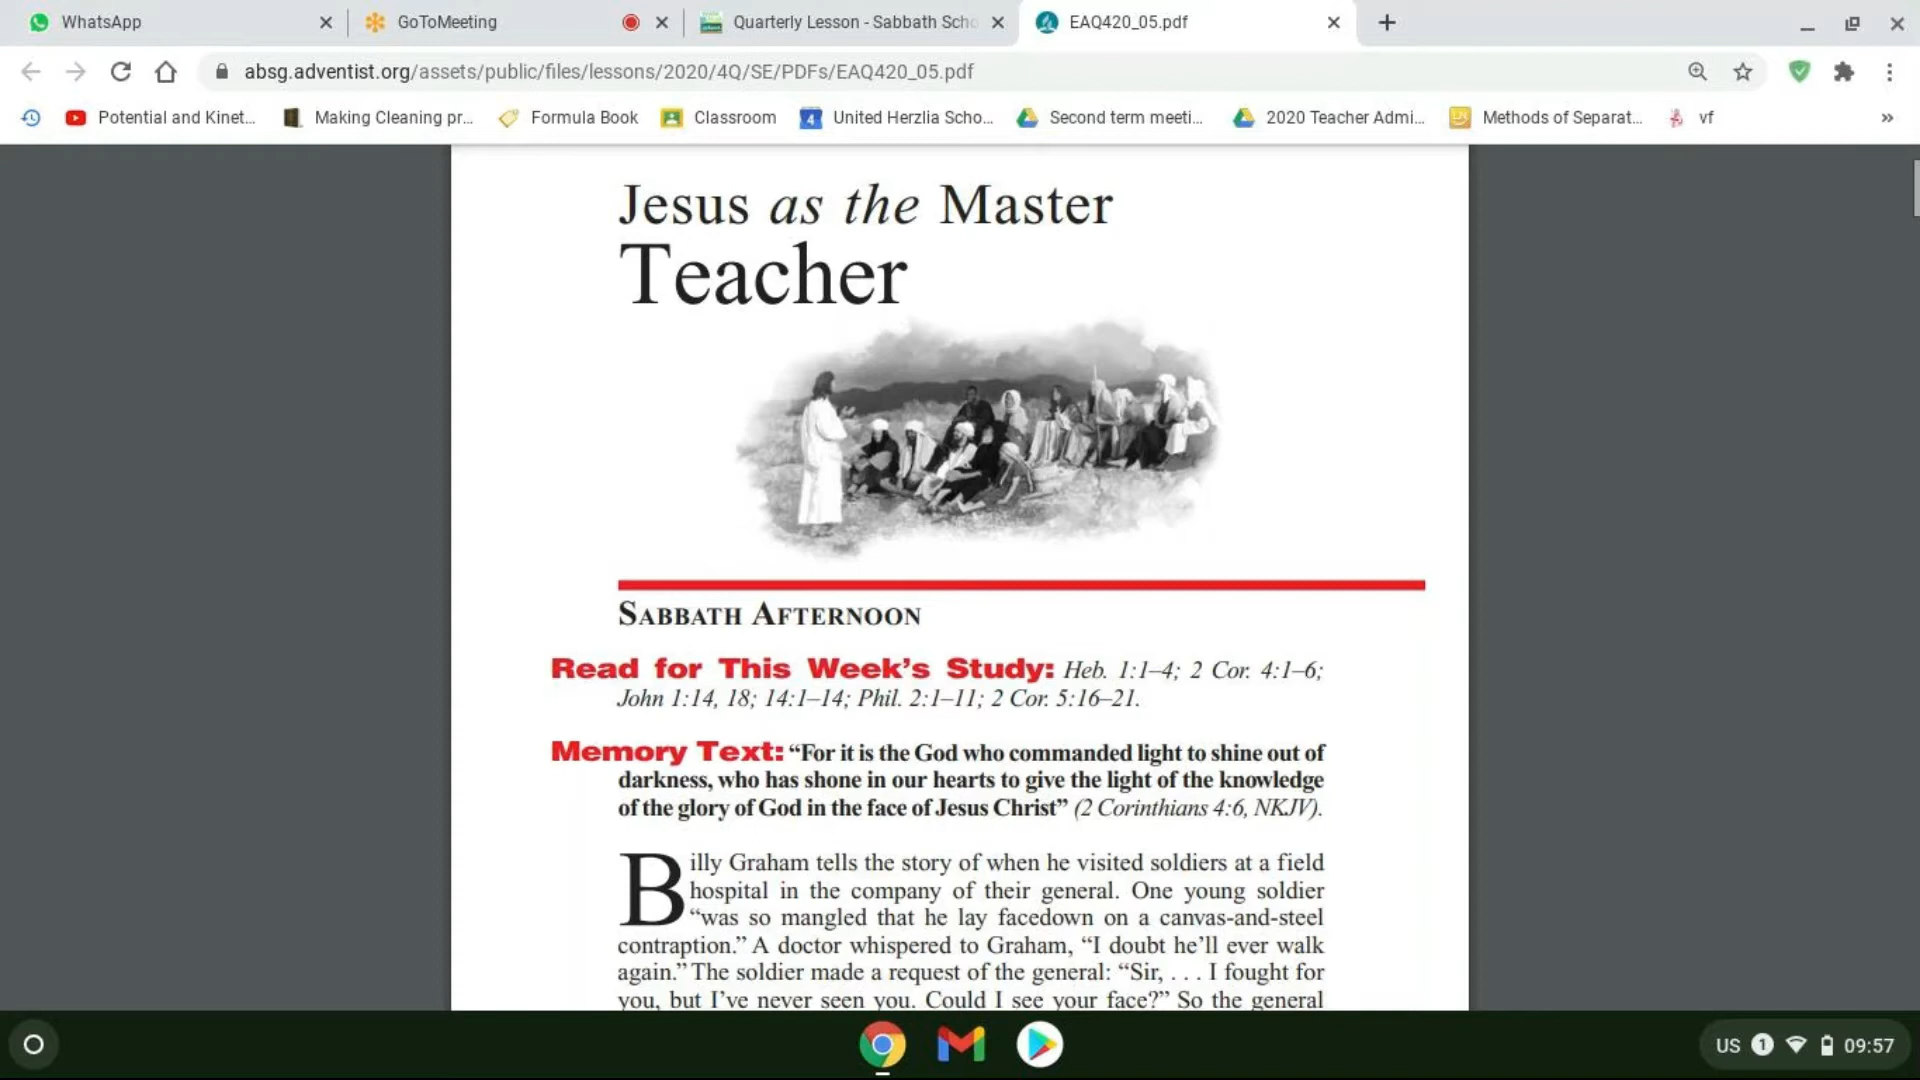 WhatsApp
GoToMeeting
Quarterly Lesson - Sabbath Scho
EAQ420_05.pdf
absg.adventist.org/assets/public/files/lessons/2020/4Q/SE/PDFs/EAQ420_05.pdf
Potential and Kinet...
Making Cleaning pr...
Formula Book
Classroom
4
United Herzlia Scho...
Second term meeti...
2020 Teacher Admi...
Methods of Separat...
vf
»
Jesus as the Master
Teacher
SABBATH AFTERNOON
Read for This Week's Study: Heb. 1:1–4; 2 Cor. 4:1–6;
John 1:14, 18; 14:1–14; Phil. 2:1–11; 2 Cor. 5:16–21.
Memory Text: “For it is the God who commanded light to shine out of
darkness, who has shone in our hearts to give the light of the knowledge
of the glory of God in the face of Jesus Christ” (2 Corinthians 4:6, NKJV).
Billy Graham tells the story of when he visited soldiers at a field
hospital in the company of their general. One young soldier
“was so mangled that he lay facedown on a canvas-and-steel
contraption.” A doctor whispered to Graham, “I doubt he’ll ever walk
again.” The soldier made a request of the general: “Sir, . . . I fought for
you, but I’ve never seen you. Could I see your face?” So the general
US 1 09:57